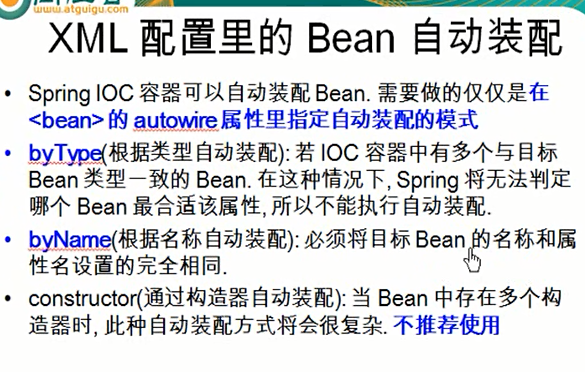 www.atguigu.com
XML 配置里的 Bean 自动装配
• Spring IOC 容器可以自动装配 Bean. 需要做的仅仅是在
<bean> 的 autowire 属性里指定自动装配的模式
• byType(根据类型自动装配): 若 IOC 容器中有多个与目标
Bean 类型一致的 Bean. 在这种情况下, Spring 将无法判定
哪个 Bean 最合适该属性, 所以不能执行自动装配.
• byName(根据名称自动装配): 必须将目标 Bean 的名称和属
性名设置的完全相同.
• constructor(通过构造器自动装配): 当 Bean 中存在多个构
造器时, 此种自动装配方式将会很复杂. 不推荐使用